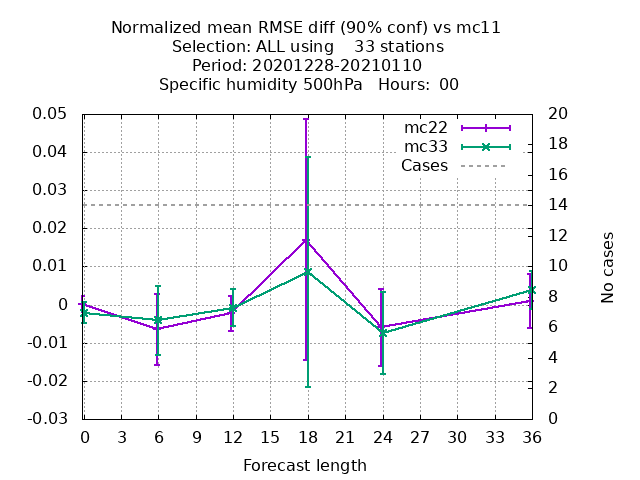 Normalized mean RMSE diff (90% conf) vs mc11
Selection: ALL using    33 stations
Period: 20201228-20210110
Specific humidity 500hPa   Hours:  00
mc22
mc33
Cases
0.05
0.04
0.03
0.02
0.01
0
-0.01
-0.02
-0.03
20
18
16
14
12
10
8
6
4
2
0
No cases
0 3 6 9 12 15 18 21 24 27 30 33 36
Forecast length